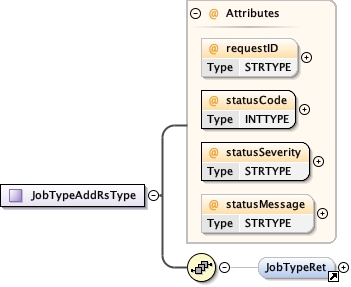 @ Attributes
@ requestID
Type STRTYPE
@ statusCode
Type INTTYPE
@ statusSeverity
Type STRTYPE
JobTypeAddRsType
@ statusMessage
Type STRTYPE
JobTypeRet